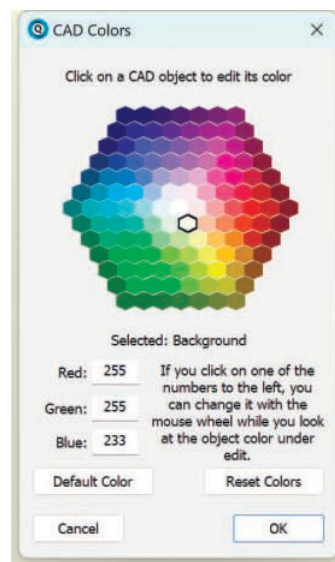 CAD Colors
Click on a CAD object to edit its color
Selected: Background
Red: 255
Green: 255
Blue: 233
If you click on one of the
numbers to the left, you
can change it with the
mouse wheel while you look
at the object color under
edit.
Default Color
Reset Colors
Cancel
OK